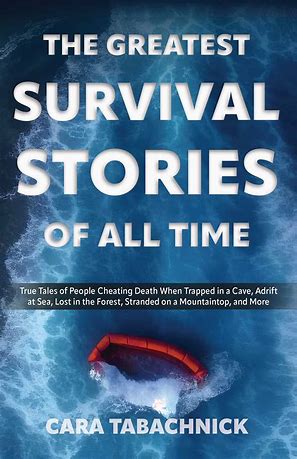 THE GREATEST
SURVIVAL
STORIES
OF ALL TIME
True Tales of People Cheating Death When Trapped in a Cave, Adrift
at Sea, Lost in the Forest, Stranded on a Mountaintop, and More
CARA TABACHNICK